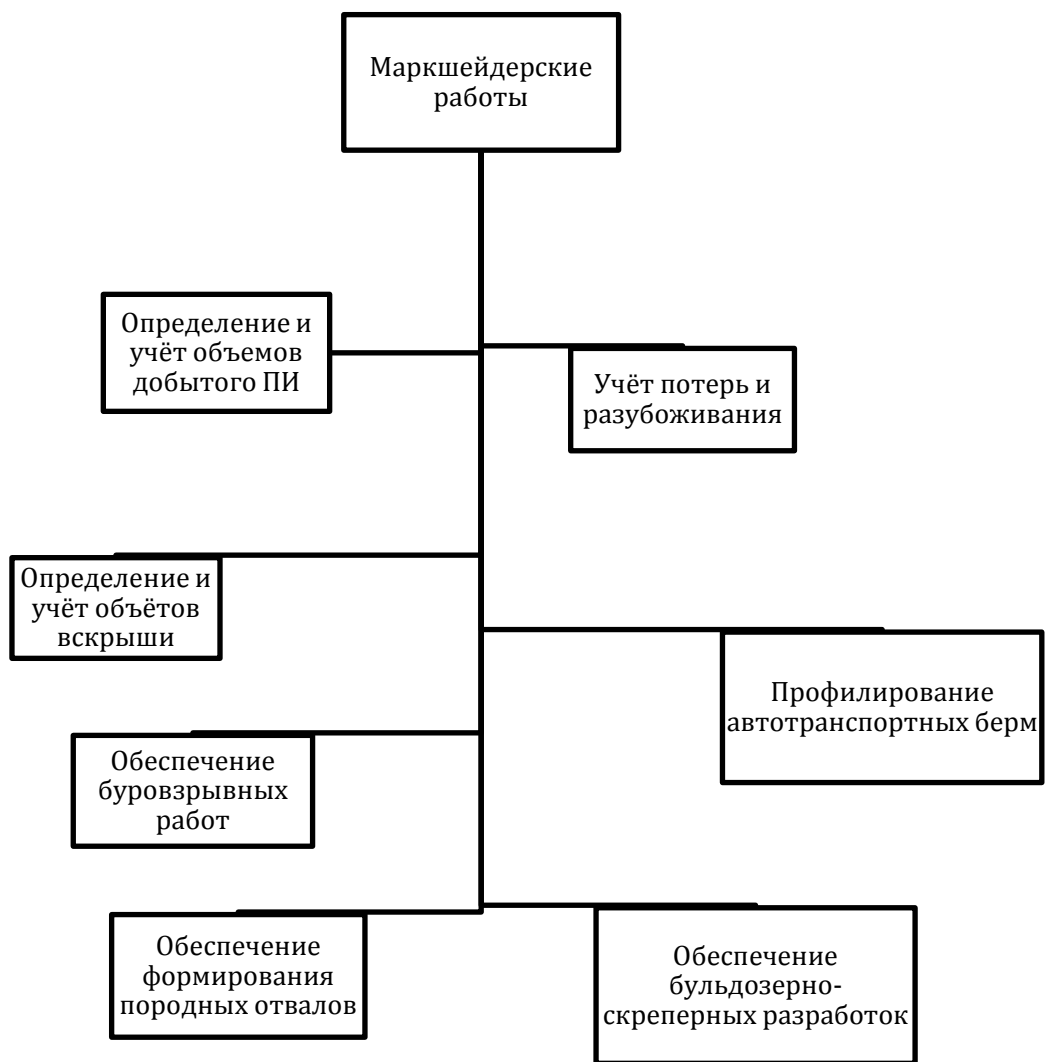 Маркшейдерские
работы
Определение и
учёт объемов
добытого ПИ
Учёт потерь и
разубоживания
Определение и
учёт объётов
вскрыши
Профилирование
автотранспортных берм
Обеспечение
буровзрывных
работ
Обеспечение
формирования
породных отвалов
Обеспечение
бульдозерно-
скреперных разработок